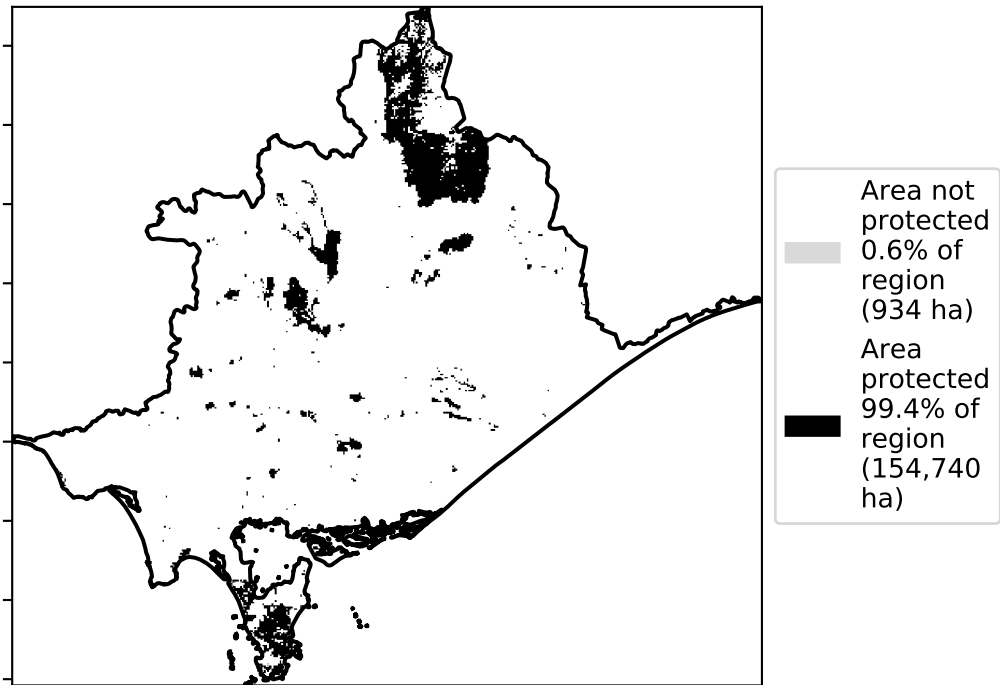 Area not
protected
0.6% of
region
(934 ha)
Area
protected
99.4% of
region
(154,740
ha)